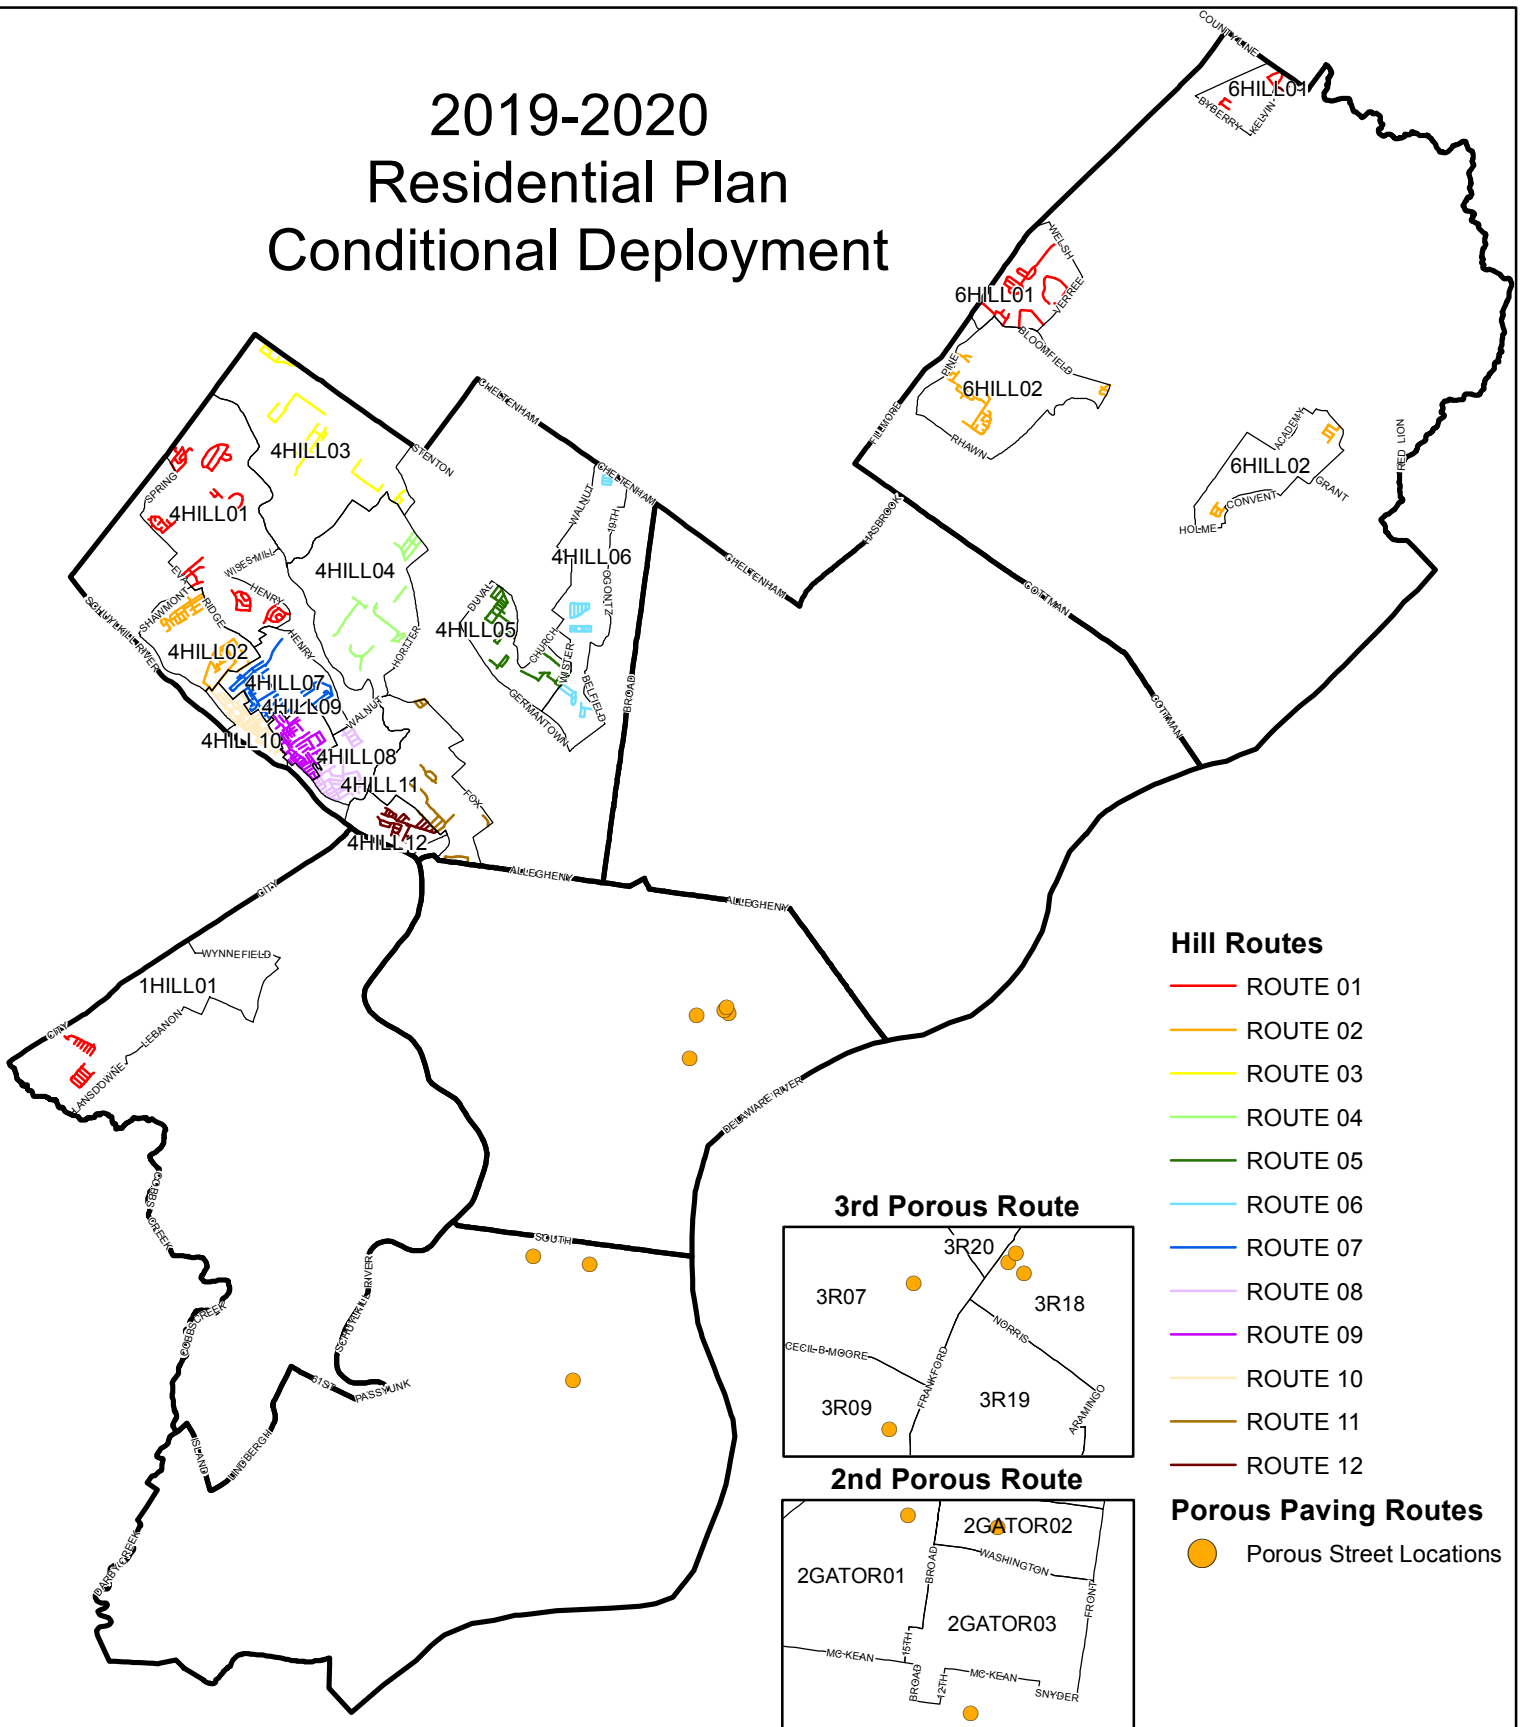 2019-2020
Residential Plan
Conditional Deployment
COUNTY LINE
6HILL01
BYBERRY
KELVIN
WELSH
6HILL01
VERREE
BLOOMFIELD
PINE
6HILL02
RHAWN
FILLMORE
ACADEMY
6HILL02
GRANT
CONVENT
HOLME
RED LION
CHELTENHAM
STENTON
CHELTENHAM
CHELTENHAM
HASBROOK
COTTMAN
COTTMAN
4HILL03
SPRING
4HILL01
WISES MILL
EVA
HENRY
SHAWMONT
RIDGE
HENRY
SCHUYLKILL RIVER
4HILL02
4HILL04
HORTER
4HILL07
4HILL09
WALNUT
4HILL10
4HILL08
4HILL11
FOX
4HILL12
WALNUT
19TH
4HILL06
OGONTZ
DUVAL
4HILL05
CHURCH
WISTER
BELFIELD
GERMANTOWN
BROAD
ALLEGHENY
ALLEGHENY
CITY
WYNNEFIELD
1HILL01
CITY
LEBANON
LANSDOWNE
DELAWARE RIVER
COBBS CREEK
SOUTH
SCHUYLKILL RIVER
COBBSCREEK
61ST
PASSYUNK
ISLAND
LINDBERGH
DARBYCREEK
Hill Routes
ROUTE 01
ROUTE 02
ROUTE 03
ROUTE 04
ROUTE 05
ROUTE 06
ROUTE 07
ROUTE 08
ROUTE 09
ROUTE 10
ROUTE 11
ROUTE 12
Porous Paving Routes
Porous Street Locations
3rd Porous Route
3R20
3R07
3R18
NORRIS
CECIL B MOORE
FRANKFORD
3R09
3R19
ARAMINGO
2nd Porous Route
2GATOR02
WASHINGTON
2GATOR01
BROAD
FRONT
2GATOR03
15TH
MC KEAN
MC KEAN
BROAD
12TH
SNYDER